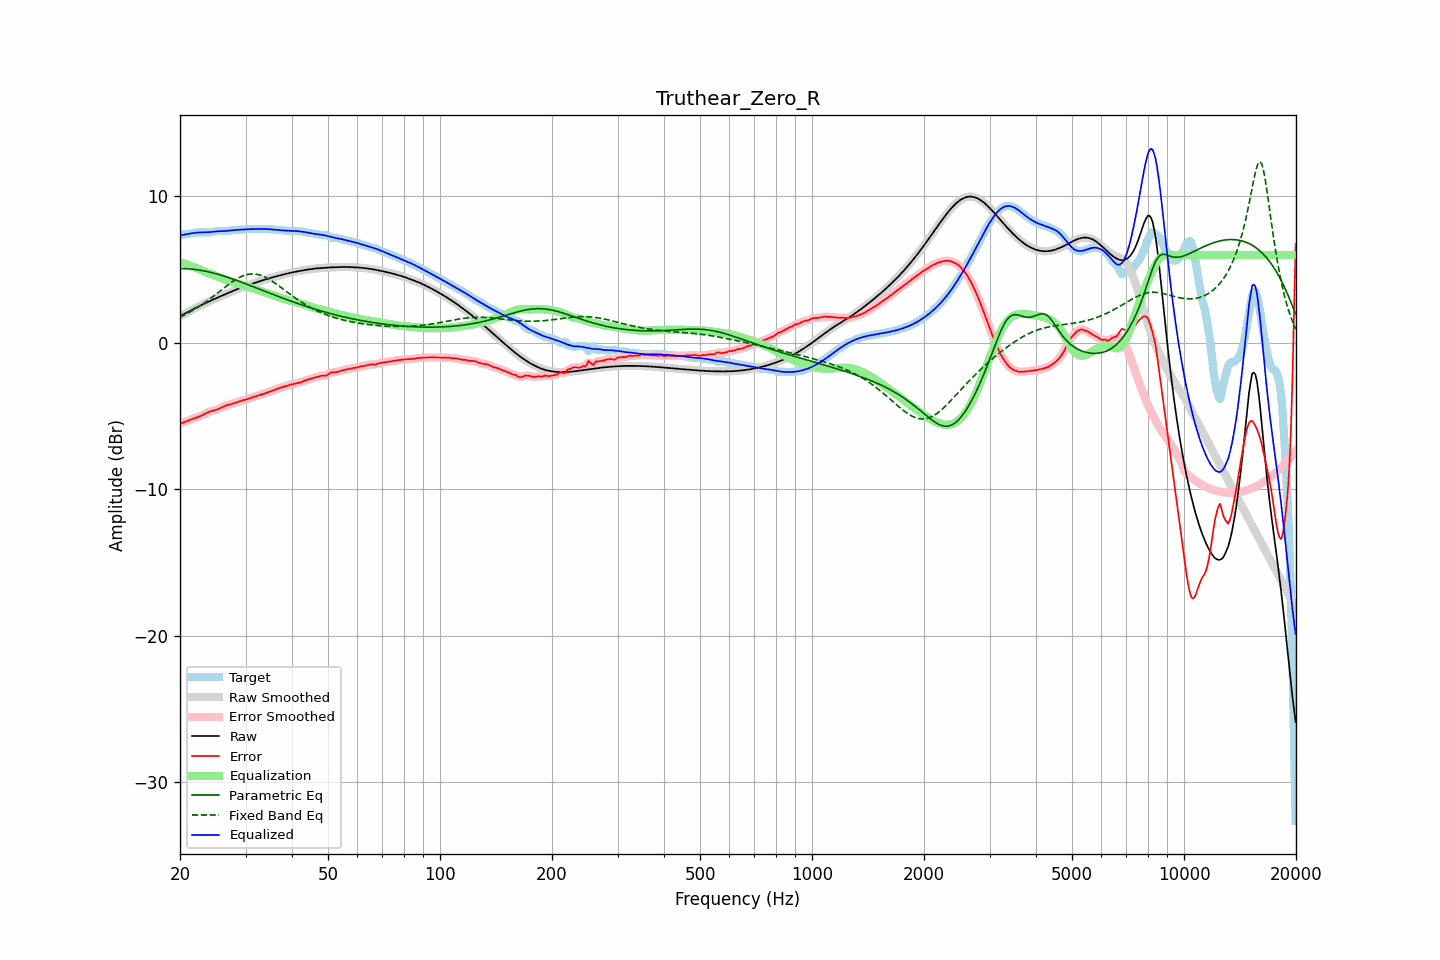 Truthear_Zero_R
Amplitude (dBr)
10
0
−10
−20
−30
Target
Raw Smoothed
Error Smoothed
Raw
Error
Equalization
Parametric Eq
Fixed Band Eq
Equalized
20 50 100 200 500 1000 2000 5000 10000 20000
Frequency (Hz)